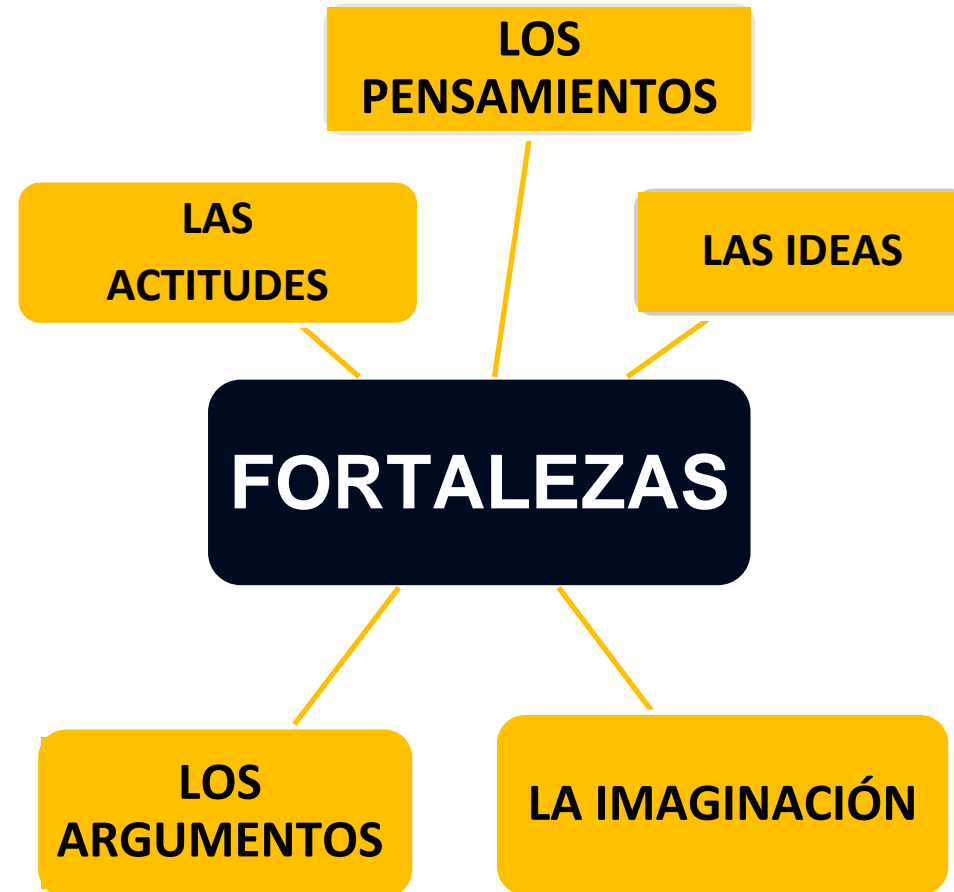 LOS
PENSAMIENTOS
LAS
ACTITUDES
LAS IDEAS
FORTALEZAS
LOS
ARGUMENTOS
LA IMAGINACIÓN